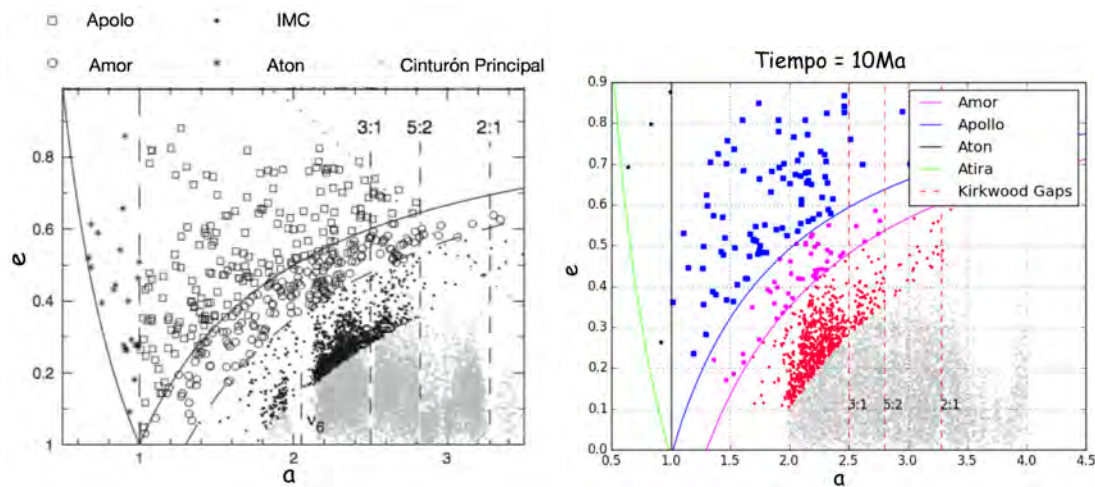 Apolo IMC
Amor Aton Cinturón Principal
3:1 5:2 2:1
0.8
0.6
0.4
0.2
1
e
ν6
1 2 3
a
Tiempo = 10Ma
Amor
Apollo
Aton
Atira
Kirkwood Gaps
0.9
0.8
0.7
0.6
0.5
0.4
0.3
0.2
0.1
0.0
e
3:1 5:2 2:1
0.5 1.0 1.5 2.0 2.5 3.0 3.5 4.0 4.5
a